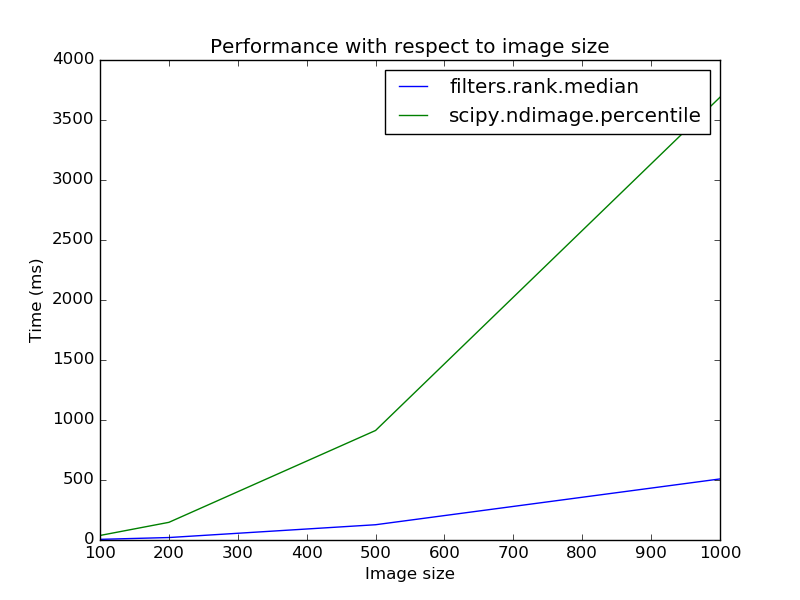 Performance with respect to image size
filters.rank.median
scipy.ndimage.percentile
4000
3500
3000
2500
2000
1500
1000
500
0
Time (ms)
100 200 300 400 500 600 700 800 900 1000
Image size